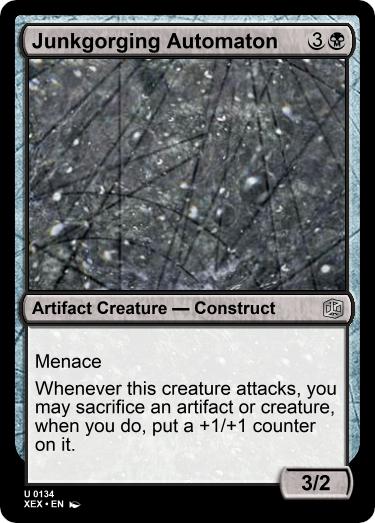 Junkgorging Automaton 3
Artifact Creature — Construct
Menace
Whenever this creature attacks, you
may sacrifice an artifact or creature,
when you do, put a +1/+1 counter
on it.
3/2
U 0134
XEX • EN